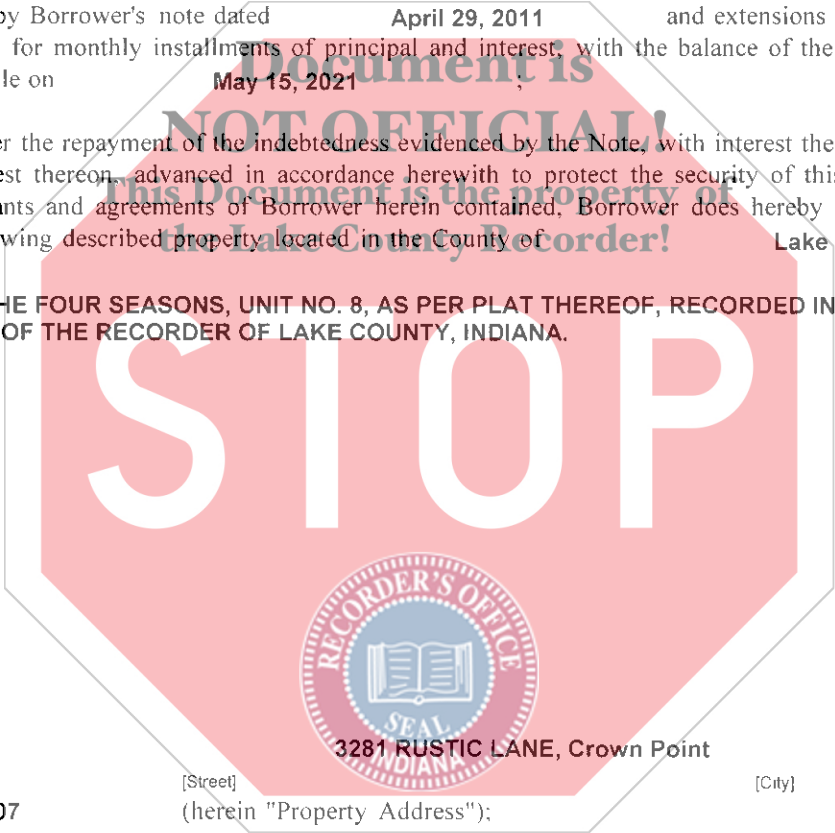 by Borrower's note dated April 29, 2011 and extensions
for monthly installments of principal and interest, with the balance of the
le on May 15, 2021 ;
Document is
NOT OFFICIAL!
er the repayment of the indebtedness evidenced by the Note, with interest the
est thereon, advanced in accordance herewith to protect the security of this
This Document is the property of
ants and agreements of Borrower herein contained, Borrower does hereby
the Lake County Recorder!
wing described property located in the County of Lake
HE FOUR SEASONS, UNIT NO. 8, AS PER PLAT THEREOF, RECORDED IN
OF THE RECORDER OF LAKE COUNTY, INDIANA.
STOP
RECORDER'S OFFICE
SEAL
INDIANA
3281 RUSTIC LANE, Crown Point
[Street] [City]
07 (herein "Property Address");